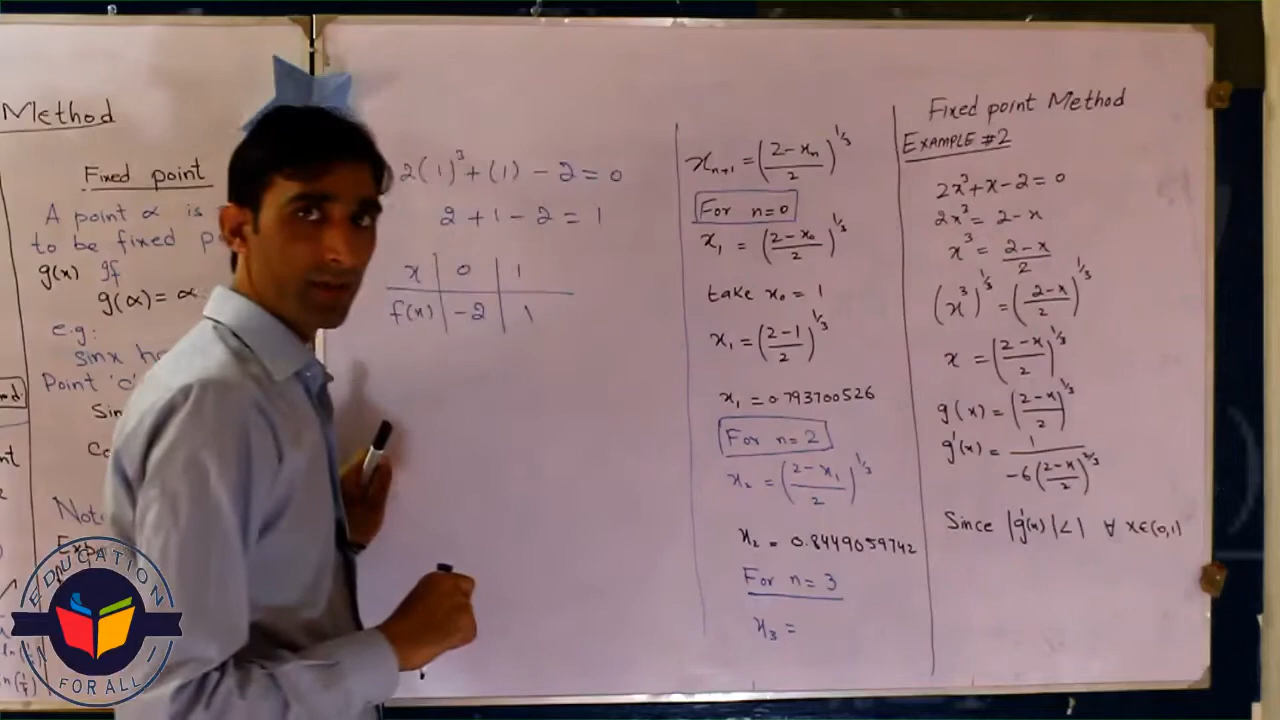 Method
Fixed point
A point α is
to be fixed
g(x) if
g(α) = α
e.g:
sinx
Point
Sin
Note
2(1)³+(1) - 2 = 0
2 + 1 - 2 = 1
x | 0 | 1
f(x) | -2 | 1
xₙ₊₁ = ((2-xₙ)/2)^1/3
For n=0
x₁ = ((2-x₀)/2)^1/3
take x₀ = 1
x₁ = ((2-1)/2)^1/3
x₁ = 0.793700526
For n=2
x₂ = ((2-x₁)/2)^1/3
x₂ = 0.8449059742
For n=3
x₃ =
Fixed point Method
EXAMPLE #2
2x³+x-2=0
2x³ = 2-x
x³ = (2-x)/2
(x³)^1/3 = ((2-x)/2)^1/3
x = ((2-x)/2)^1/3
g(x) = ((2-x)/2)^1/3
g'(x) = 1/(-6((2-x)/2)^2/3)
Since |g'(x)|<1 ∀ x∈(0,1)
EDUCATION
FOR ALL